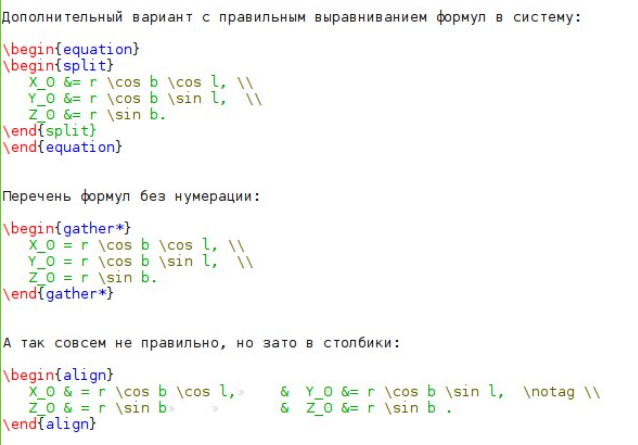 Дополнительный вариант с правильным выравниванием формул в систему:
\begin{equation}
\begin{split}
X_O &= r \cos b \cos l, \\
Y_O &= r \cos b \sin l, \\
Z_O &= r \sin b.
\end{split}
\end{equation}
Перечень формул без нумерации:
\begin{gather*}
X_O = r \cos b \cos l, \\
Y_O = r \cos b \sin l, \\
Z_O = r \sin b.
\end{gather*}
А так совсем не правильно, но зато в столбики:
\begin{align}
X_O & = r \cos b \cos l,» & Y_O &= r \cos b \sin l, \notag \\
Z_O & = r \sin b» » & Z_O &= r \sin b .
\end{align}